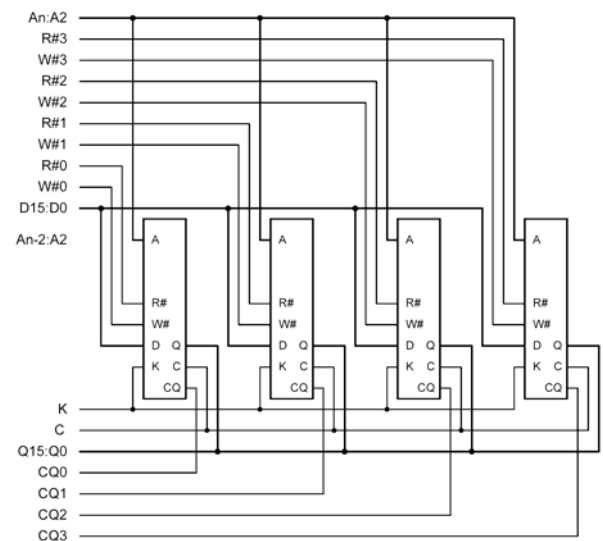 An:A2
R#3
W#3
R#2
W#2
R#1
W#1
R#0
W#0
D15:D0
An-2:A2
A A A A
R# R# R# R#
W# W# W# W#
D Q D Q D Q D Q
K C K C K C K C
CQ CQ CQ CQ
K
C
Q15:Q0
CQ0
CQ1
CQ2
CQ3